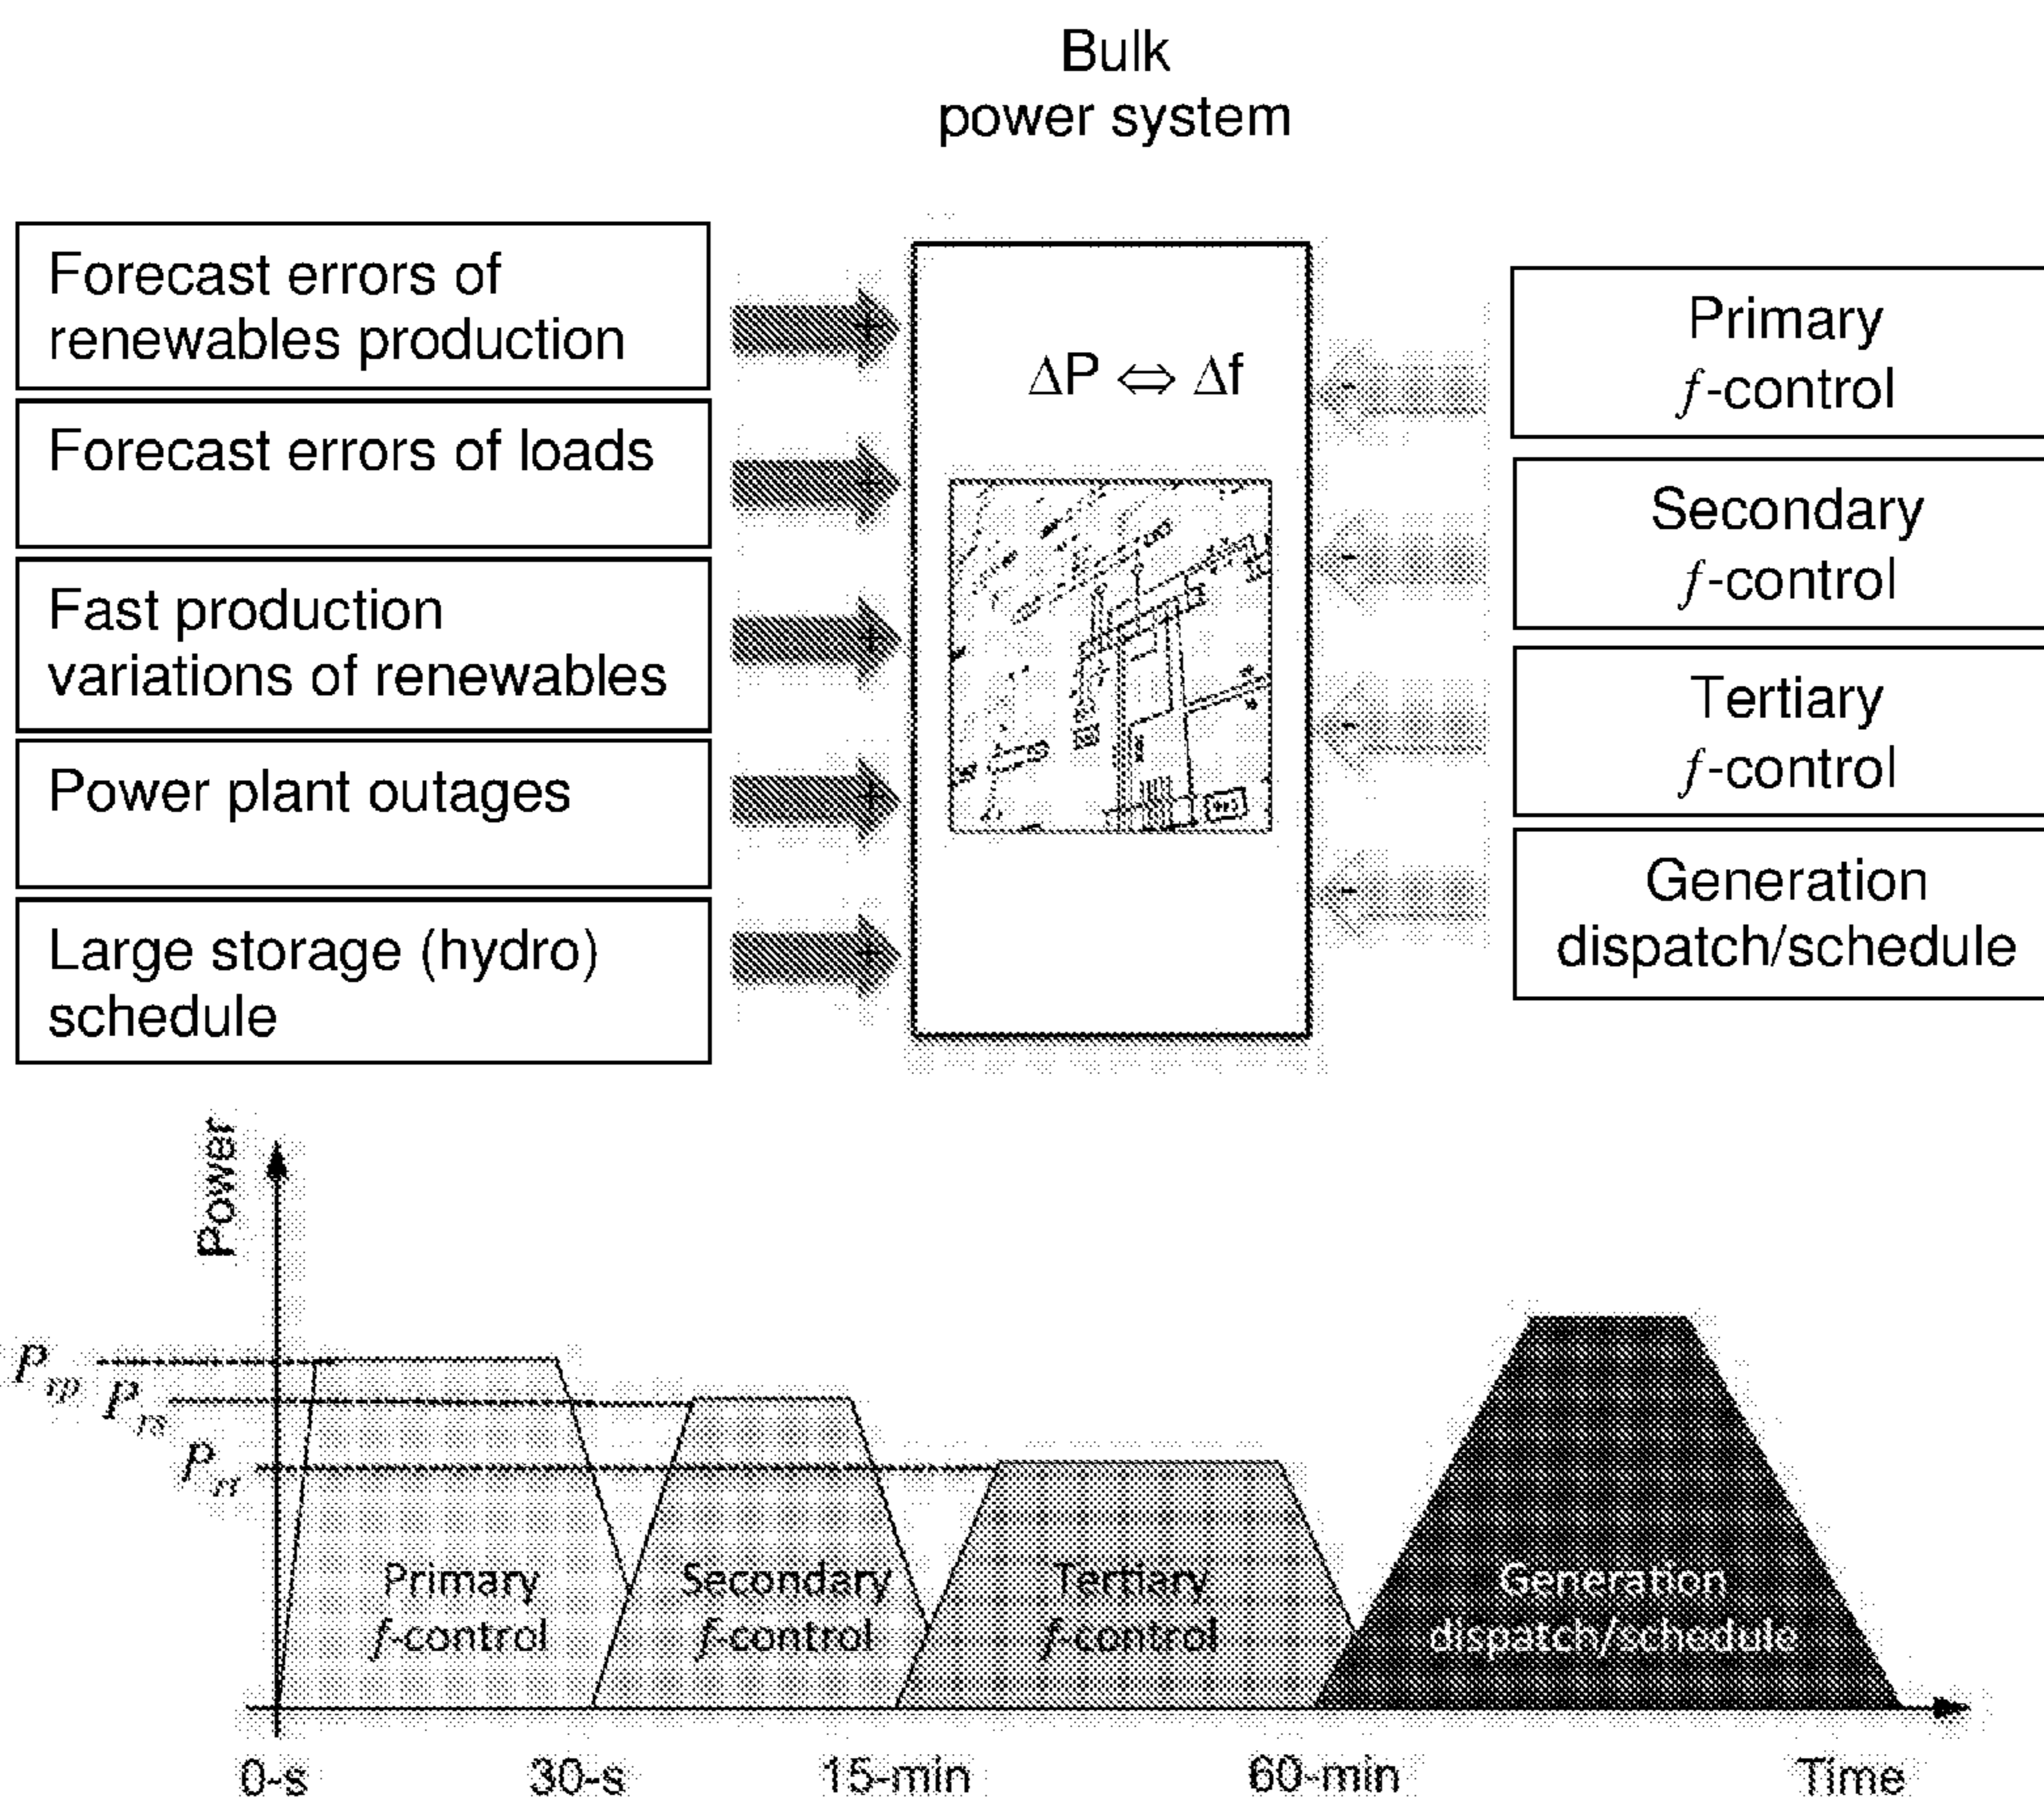 Bulk
power system
Forecast errors of
renewables production
Forecast errors of loads
Fast production
variations of renewables
Power plant outages
Large storage (hydro)
schedule
+
+
+
+
+
ΔP ⇔ Δf
-
-
-
-
Primary
f-control
Secondary
f-control
Tertiary
f-control
Generation
dispatch/schedule
Power
P_rp
P_rs
Primary
f-control
Secondary
f-control
Tertiary
f-control
Generation
dispatch/schedule
0-s
30-s
15-min
60-min
Time